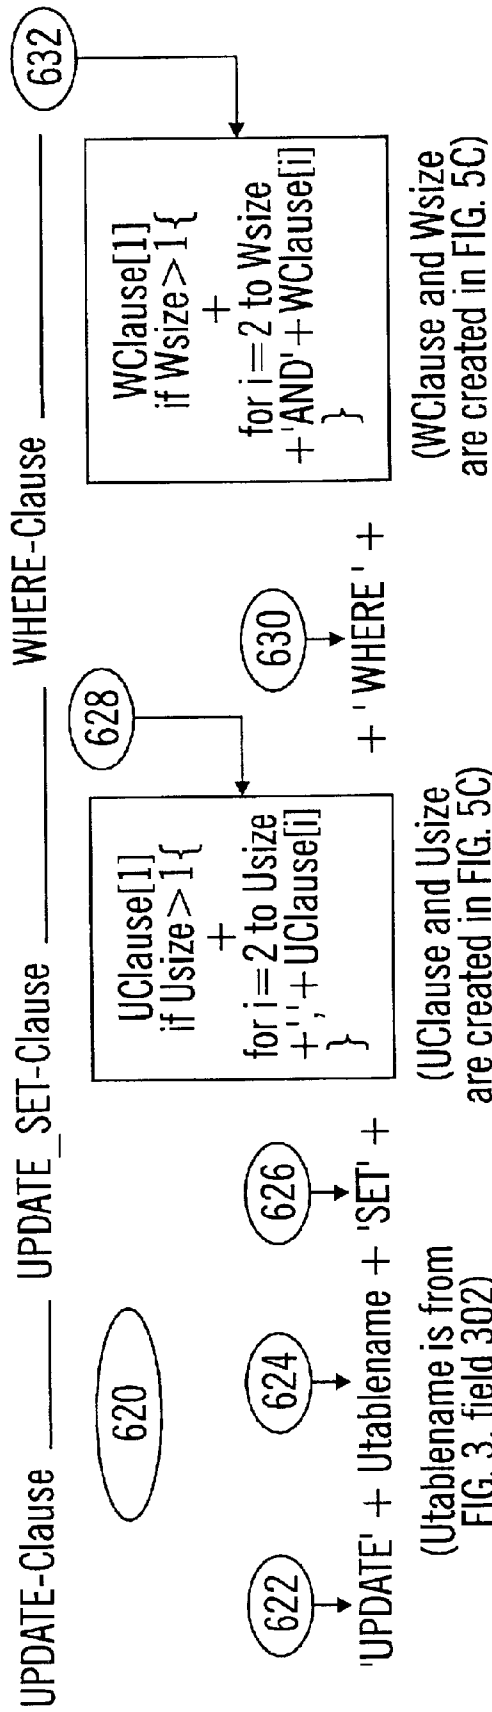 UPDATE-Clause UPDATE_SET-Clause WHERE-Clause
620
628
632
622
624
626
630
'UPDATE' + Utablename + 'SET' +
UClause[1]
if Usize>1{
+
for i=2 to Usize
+','+UClause[i]
}
+ 'WHERE' +
WClause[1]
if Wsize>1{
+
for i=2 to Wsize
+'AND'+WClause[i]
}
(Utablename is from
FIG. 3, field 302)
(UClause and Usize
are created in FIG. 5C)
(WClause and Wsize
are created in FIG. 5C)